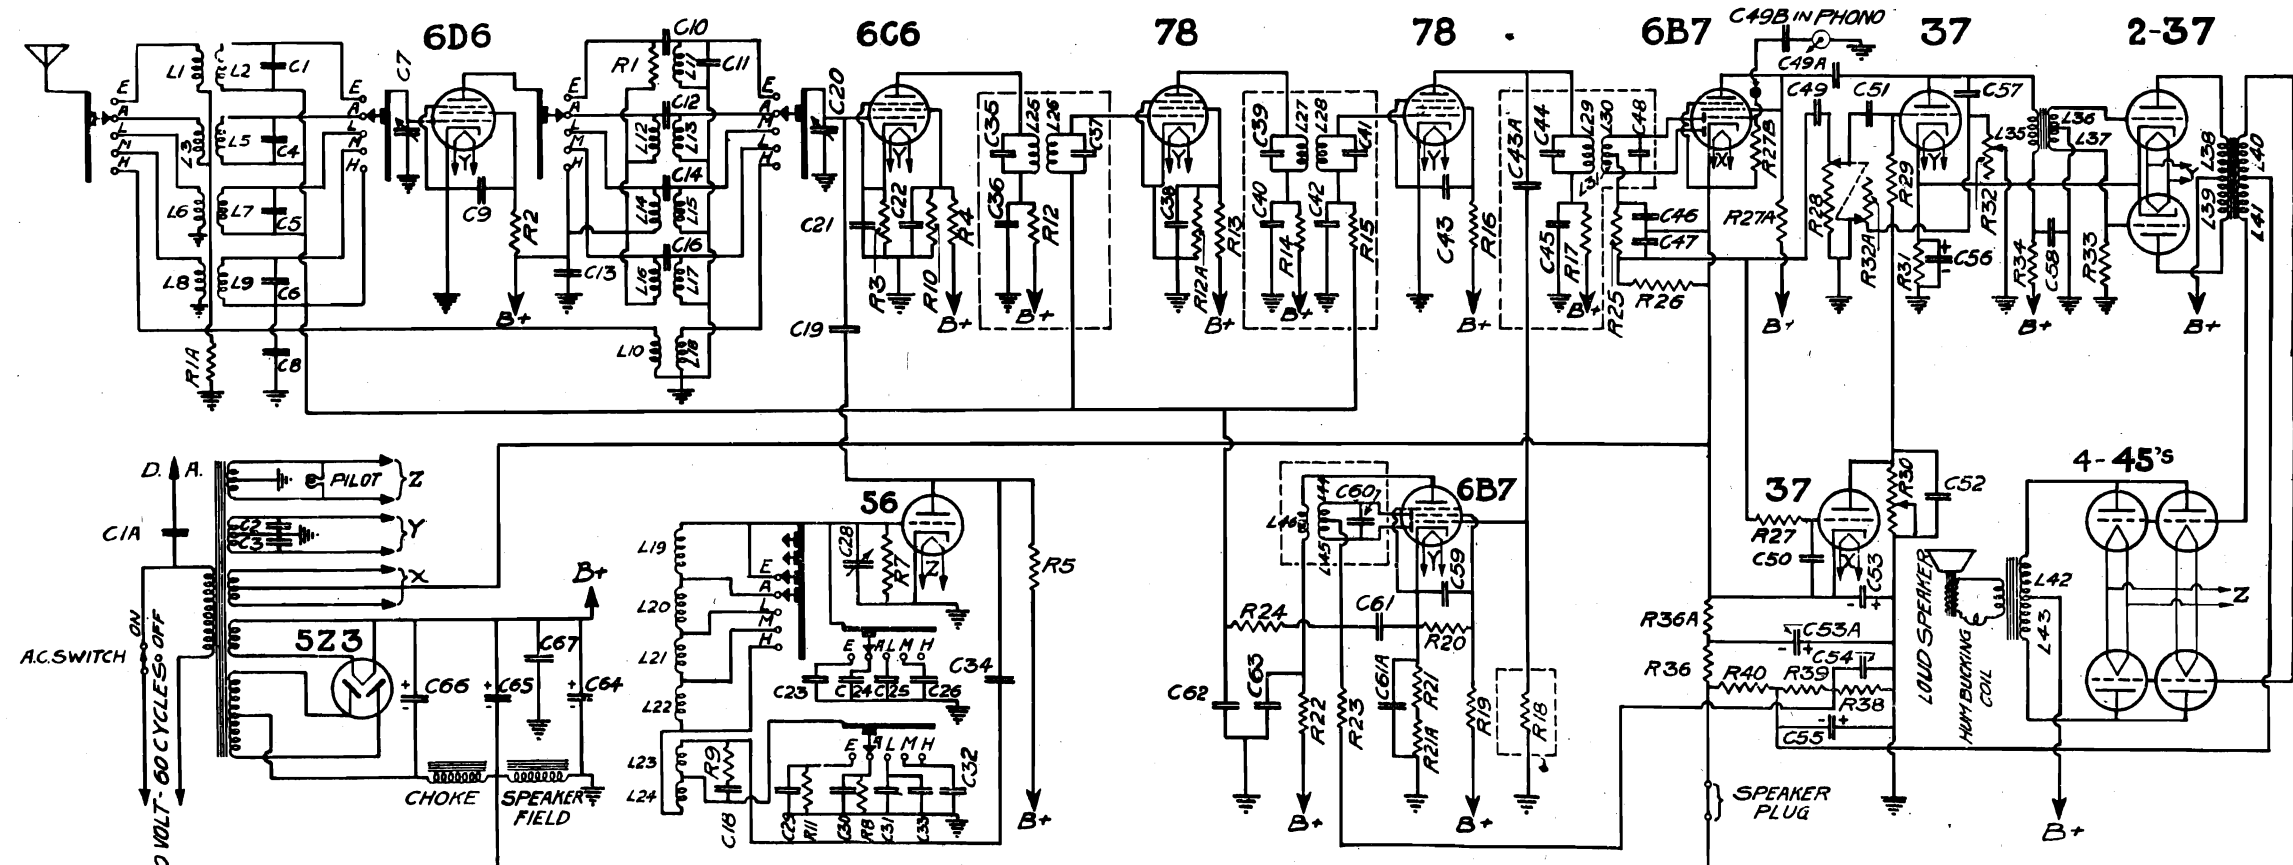 6D6
6C6
78
78
6B7
37
2-37
C49B IN PHONO
C49A
L1
L2
C1
E
A
L
M
H
L3
L5
C4
L6
L7
C5
L8
L9
C6
R1A
C8
E
A
L
M
H
C7
Y
C9
R2
B+
E
A
L
M
H
C13
C10
R1
L11
C11
C12
L12
L13
C14
L14
L15
C16
L16
L17
L10
L18
E
A
M
L
H
C20
C19
Y
C21
R3
C22
R10
R4
B+
C35
L25
L26
C37
C36
R12
B+
C38
R12A
R13
B+
C39
L27
L28
C41
C40
R14
B+
C42
R15
Y
C43
R16
B+
C43A
C44
L29
L30
C48
L31
C45
R17
B+
R25
C46
C47
R26
X
R27B
R27A
B+
C49
C51
R28
R32A
R29
Y
R31
C56
+
-
C57
R32
L35
R34
C58
B+
L36
L37
R33
Y
L38
L39
L40
L41
B+
D. A.
C1A
A.C. SWITCH
ON
OFF
VOLT-60 CYCLES
PILOT
Z
C2
C3
Y
X
5Z3
B+
+
C66
-
+
C65
-
C67
+
C64
-
CHOKE
SPEAKER
FIELD
L19
L20
L21
L22
L23
L24
R9
C18
E
A
L
M
H
56
C28
R7
Z
E A L M H
C23
C24
C25
C26
E A L M H
C29
R11
C30
R8
C31
C33
C32
C34
R5
B+
6B7
L46
L44
L45
C60
Y
C59
R24
C61
R20
C62
C63
R22
B+
R23
C61A
R21
R21A
R19
B+
R18
37
R27
C50
X
C53
-
+
R30
C52
R36A
R36
C53A
-
+
C54
R40
R39
R38
C55
-
+
SPEAKER
PLUG
LOUD SPEAKER
HUM BUCKING
COIL
L42
L43
4-45's
Z
B+